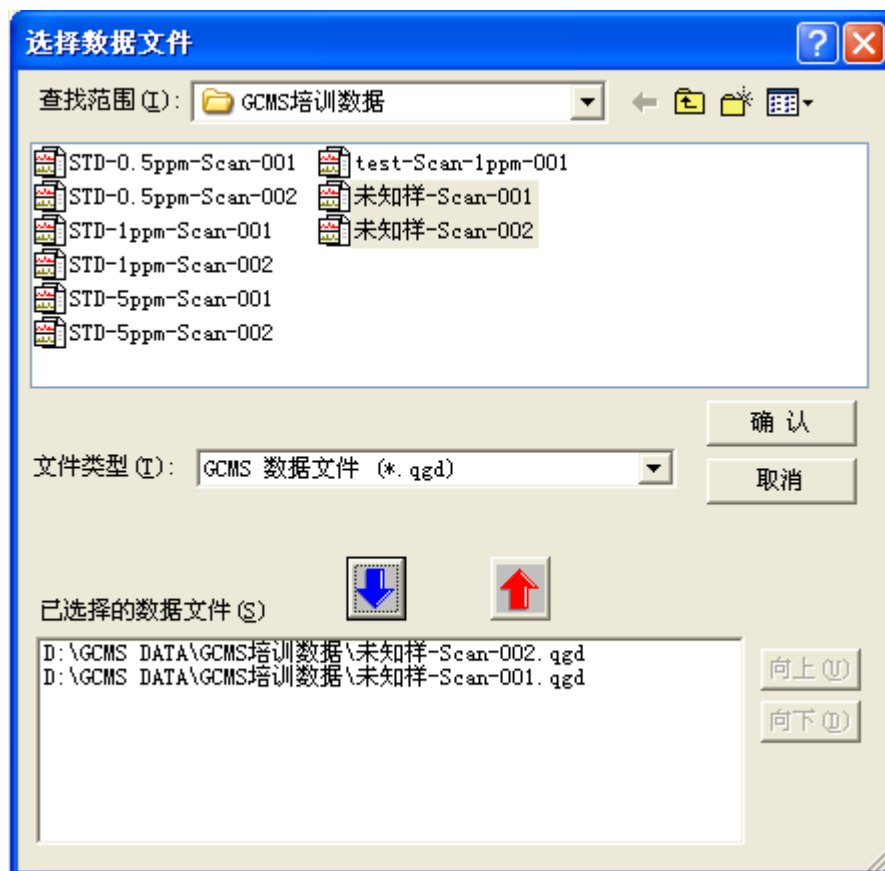 选择数据文件
查找范围(I): GCMS培训数据
STD-0.5ppm-Scan-001
STD-0.5ppm-Scan-002
STD-1ppm-Scan-001
STD-1ppm-Scan-002
STD-5ppm-Scan-001
STD-5ppm-Scan-002
test-Scan-1ppm-001
未知样-Scan-001
未知样-Scan-002
确 认
文件类型(T): GCMS 数据文件 (*.qgd)
取消
已选择的数据文件(S)
D:\GCMS DATA\GCMS培训数据\未知样-Scan-002.qgd
D:\GCMS DATA\GCMS培训数据\未知样-Scan-001.qgd
向上(U)
向下(D)